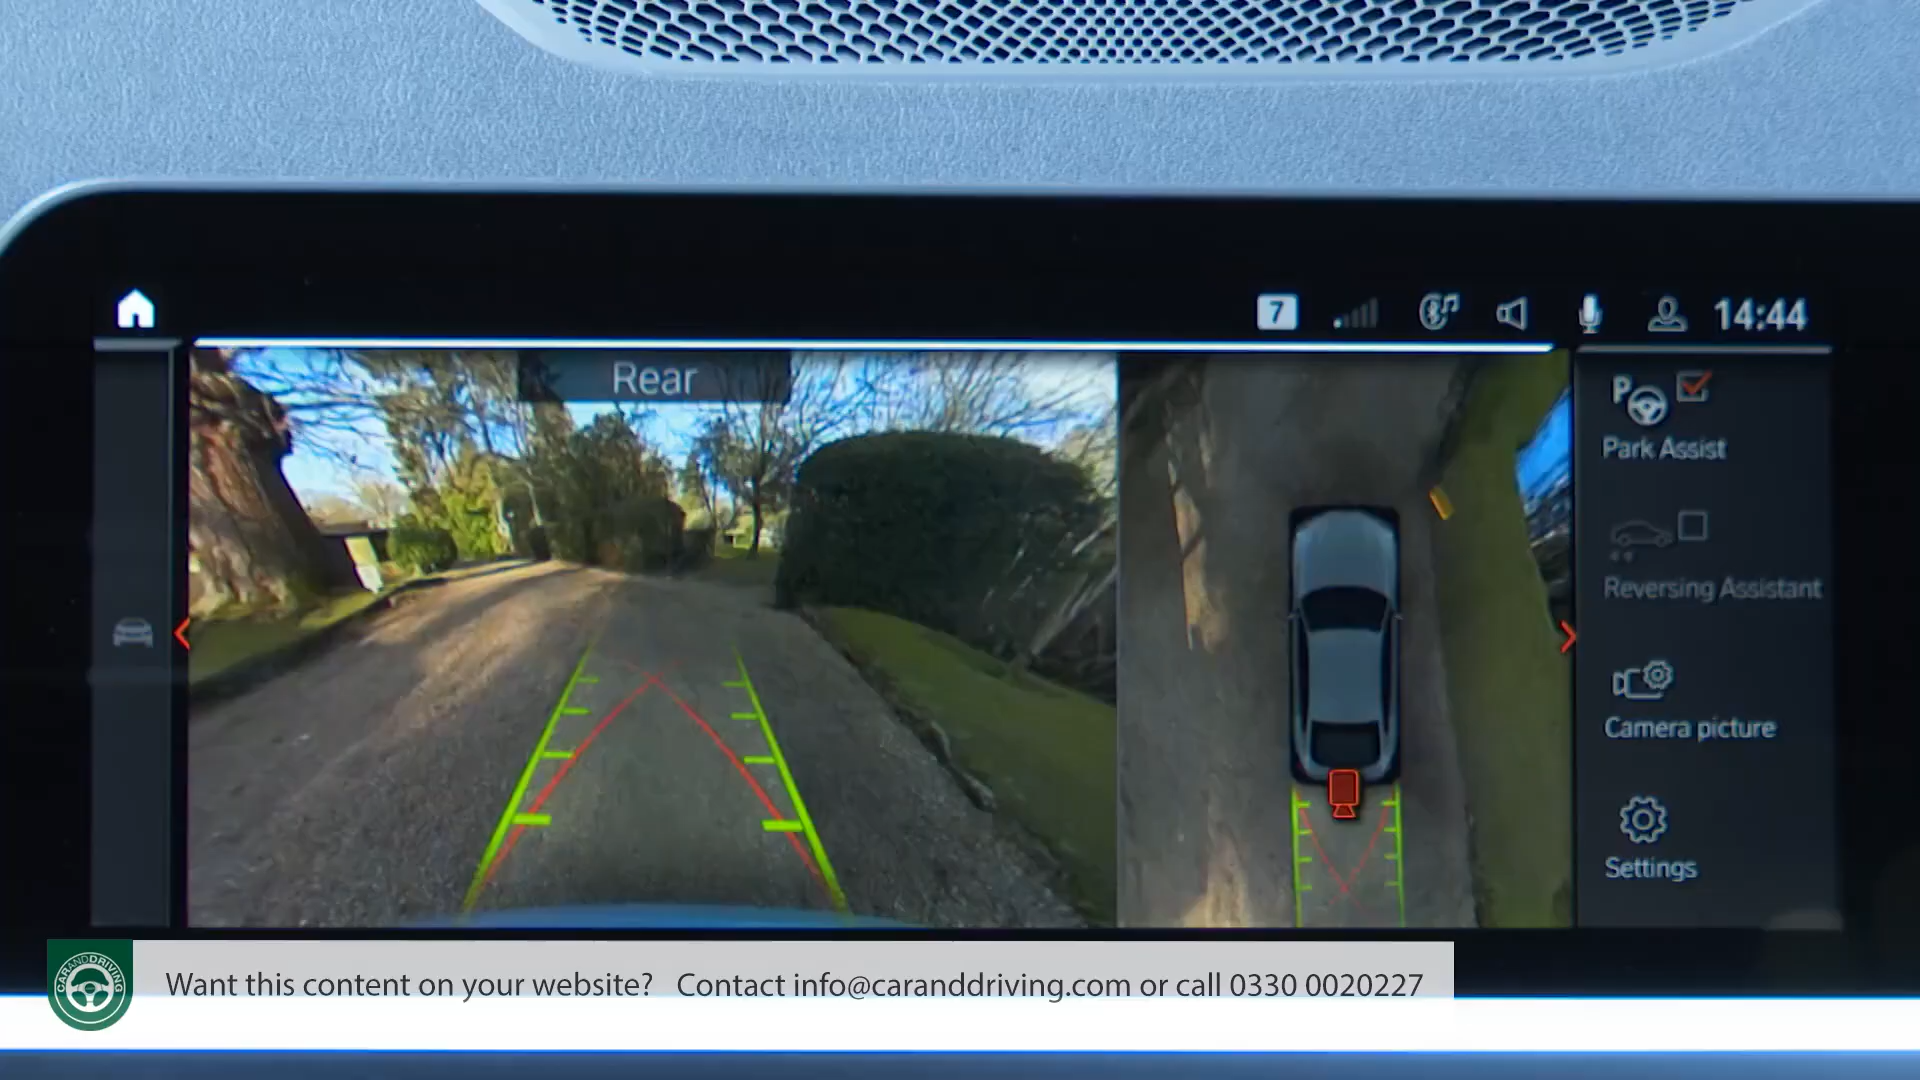 7
14:44
Rear
P
Park Assist
Reversing Assistant
Camera picture
Settings
CARANDDRIVING
Want this content on your website? Contact info@caranddriving.com or call 0330 0020227